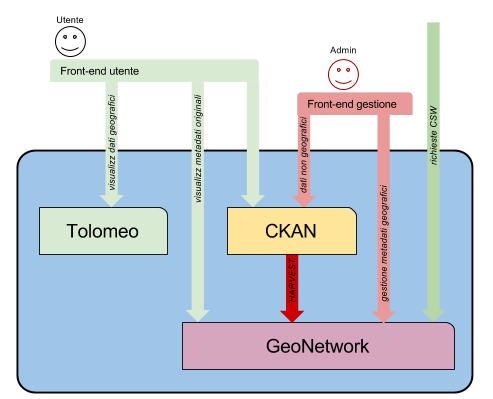 Utente
Front-end utente
Admin
Front-end gestione
visualizz dati geografici
visualizz metadati originali
dati non geografici
gestione metadati geografici
richieste CSW
Tolomeo
CKAN
HARVEST
GeoNetwork